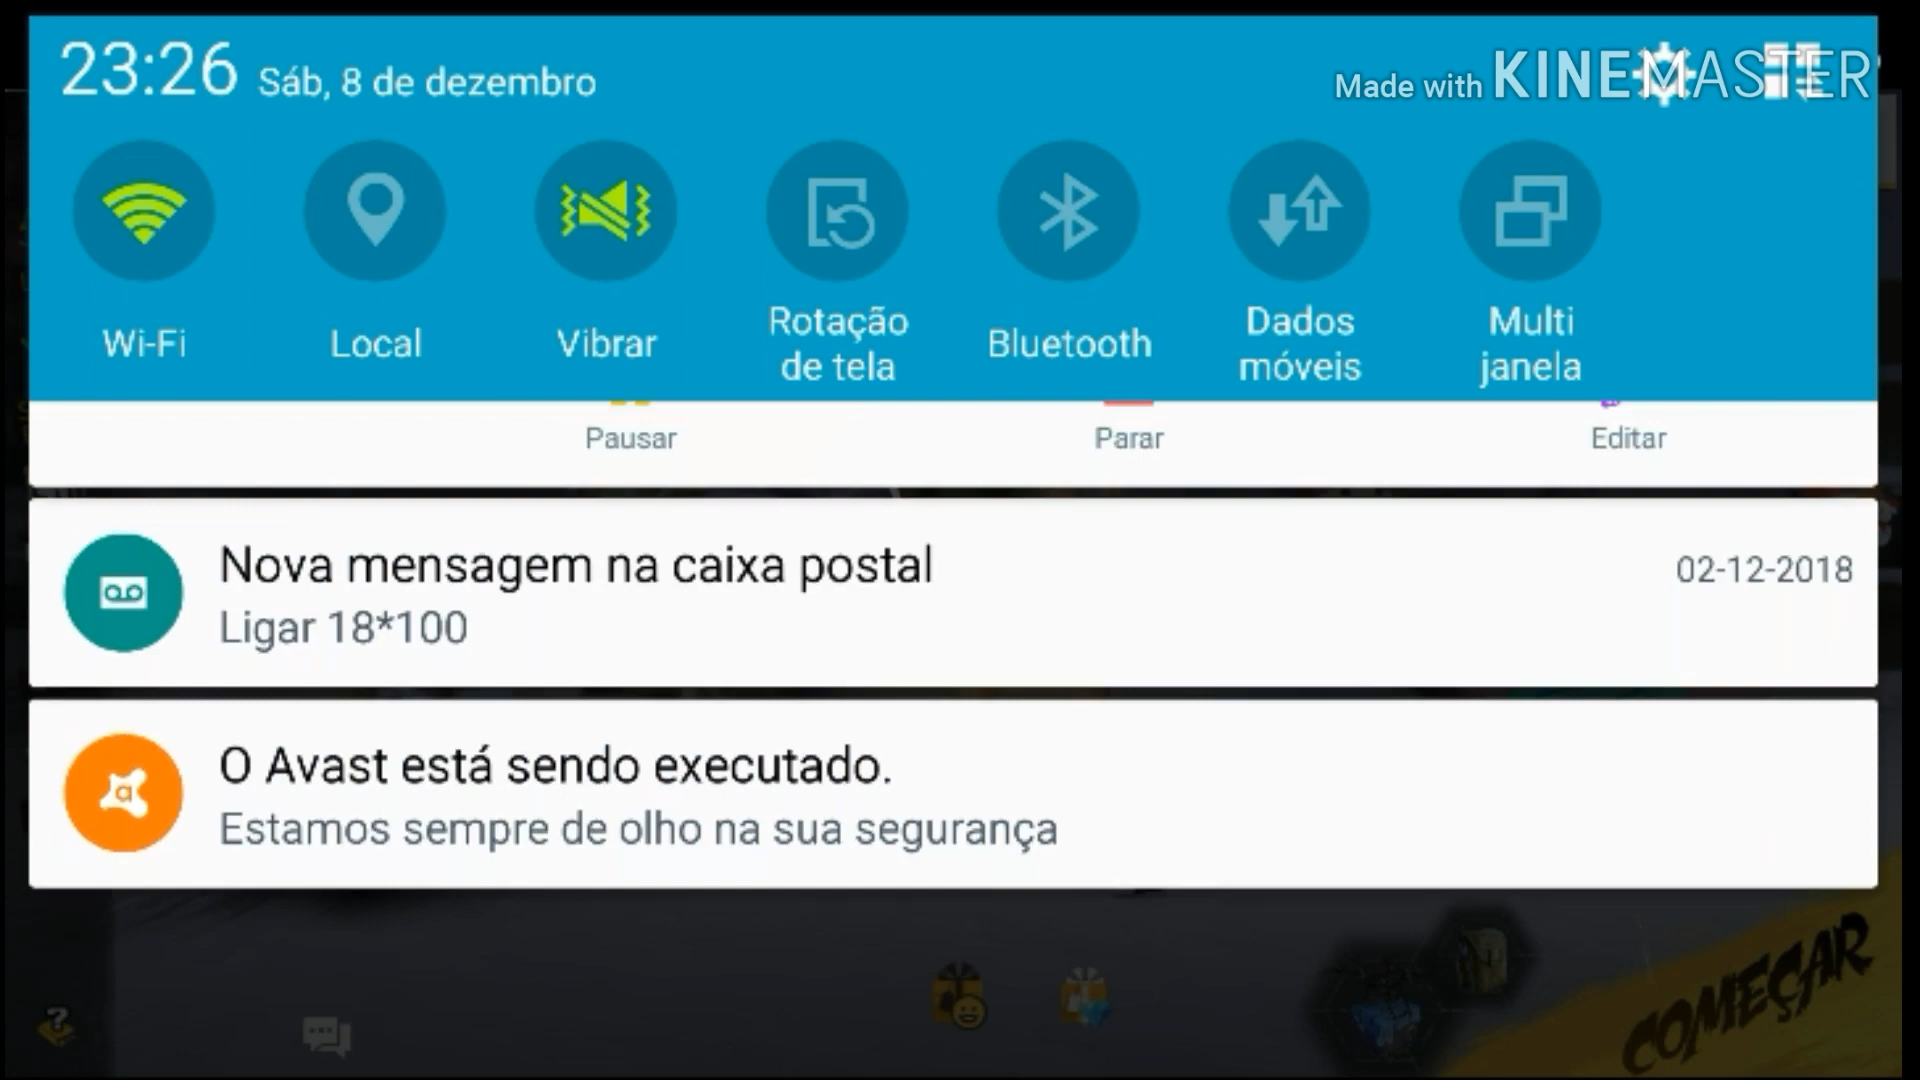 23:26 Sáb, 8 de dezembro
Made with KINEMASTER
Wi-Fi
Local
Vibrar
Rotação
de tela
Bluetooth
Dados
móveis
Multi
janela
Pausar
Parar
Editar
Nova mensagem na caixa postal
02-12-2018
Ligar 18*100
O Avast está sendo executado.
Estamos sempre de olho na sua segurança
COMEÇAR